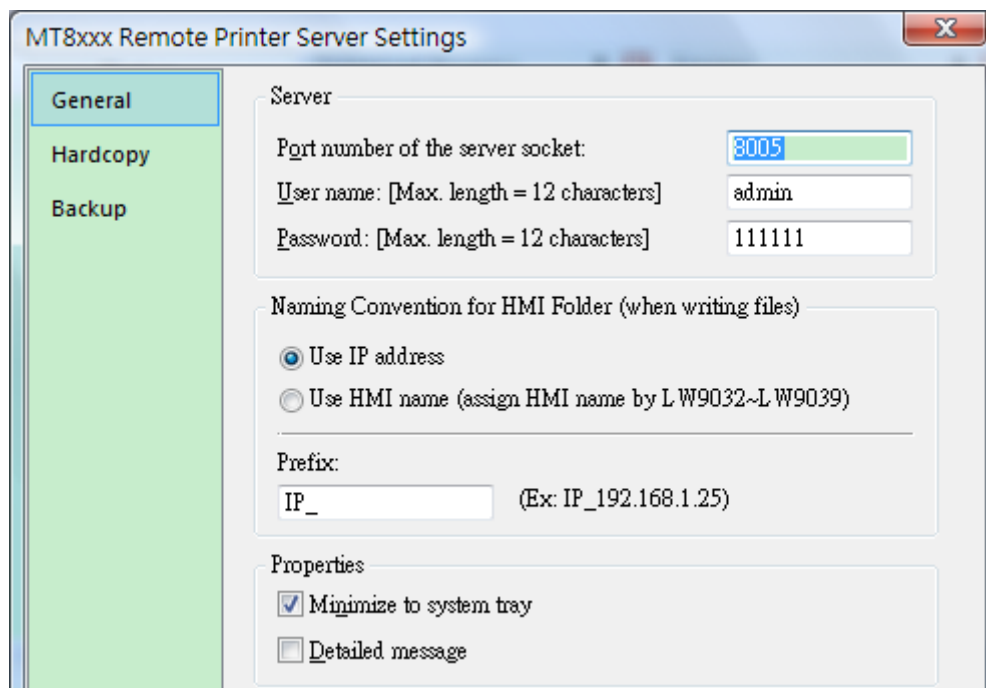 MT8xxx Remote Printer Server Settings
General
Hardcopy
Backup
Server
Port number of the server socket:
8005
User name: [Max. length = 12 characters]
admin
Password: [Max. length = 12 characters]
111111
Naming Convention for HMI Folder (when writing files)
Use IP address
Use HMI name (assign HMI name by LW9032~LW9039)
Prefix:
IP_
(Ex: IP_192.168.1.25)
Properties
Minimize to system tray
Detailed message